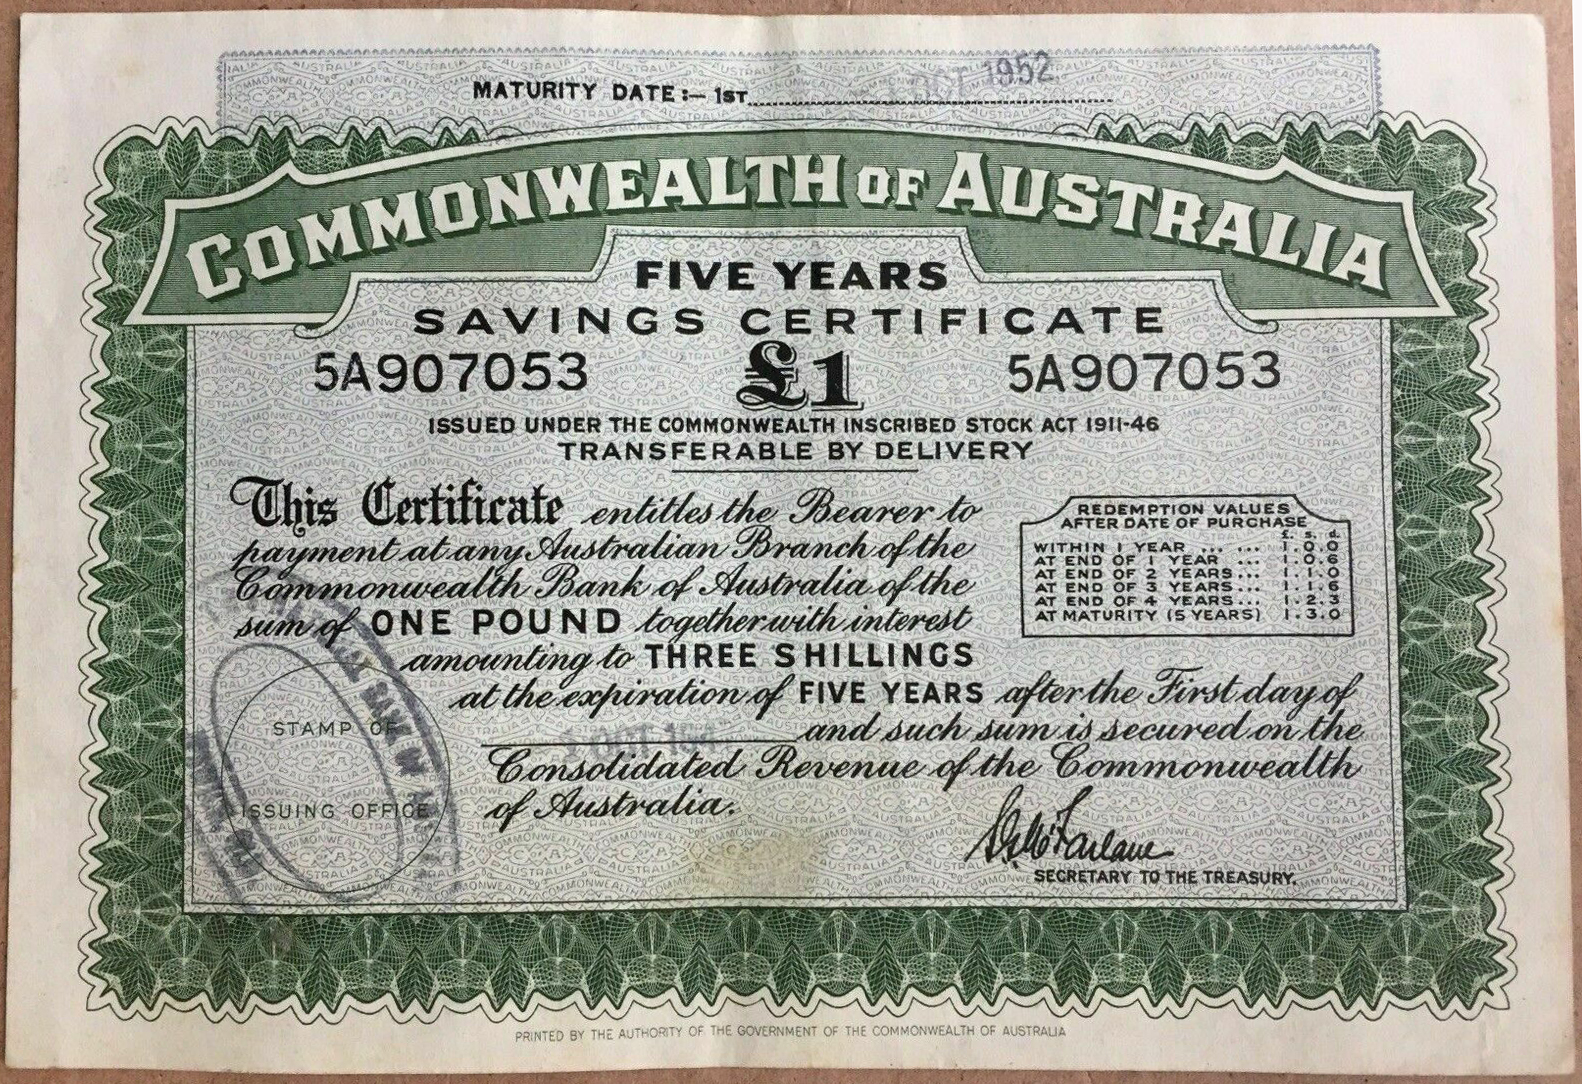 MATURITY DATE:- 1ST OCT 1952
COMMONWEALTH OF AUSTRALIA
FIVE YEARS
SAVINGS CERTIFICATE
5A907053 £1 5A907053
ISSUED UNDER THE COMMONWEALTH INSCRIBED STOCK ACT 1911-46
TRANSFERABLE BY DELIVERY
This Certificate entitles the Bearer to
payment at any Australian Branch of the
Commonwealth Bank of Australia of the
sum of ONE POUND together with interest
amounting to THREE SHILLINGS
at the expiration of FIVE YEARS after the First day of
1 OCT and such sum is secured on the
Consolidated Revenue of the Commonwealth
of Australia.
REDEMPTION VALUES
AFTER DATE OF PURCHASE
£. s. d.
WITHIN 1 YEAR ... ... 1.0.0
AT END OF 1 YEAR ... 1.0.6
AT END OF 2 YEARS... 1.1.0
AT END OF 3 YEARS... 1.1.6
AT END OF 4 YEARS... 1.2.3
AT MATURITY (5 YEARS) 1.3.0
STAMP OF
ISSUING OFFICE
BANK
S.G. McFarlane
SECRETARY TO THE TREASURY.
PRINTED BY THE AUTHORITY OF THE GOVERNMENT OF THE COMMONWEALTH OF AUSTRALIA